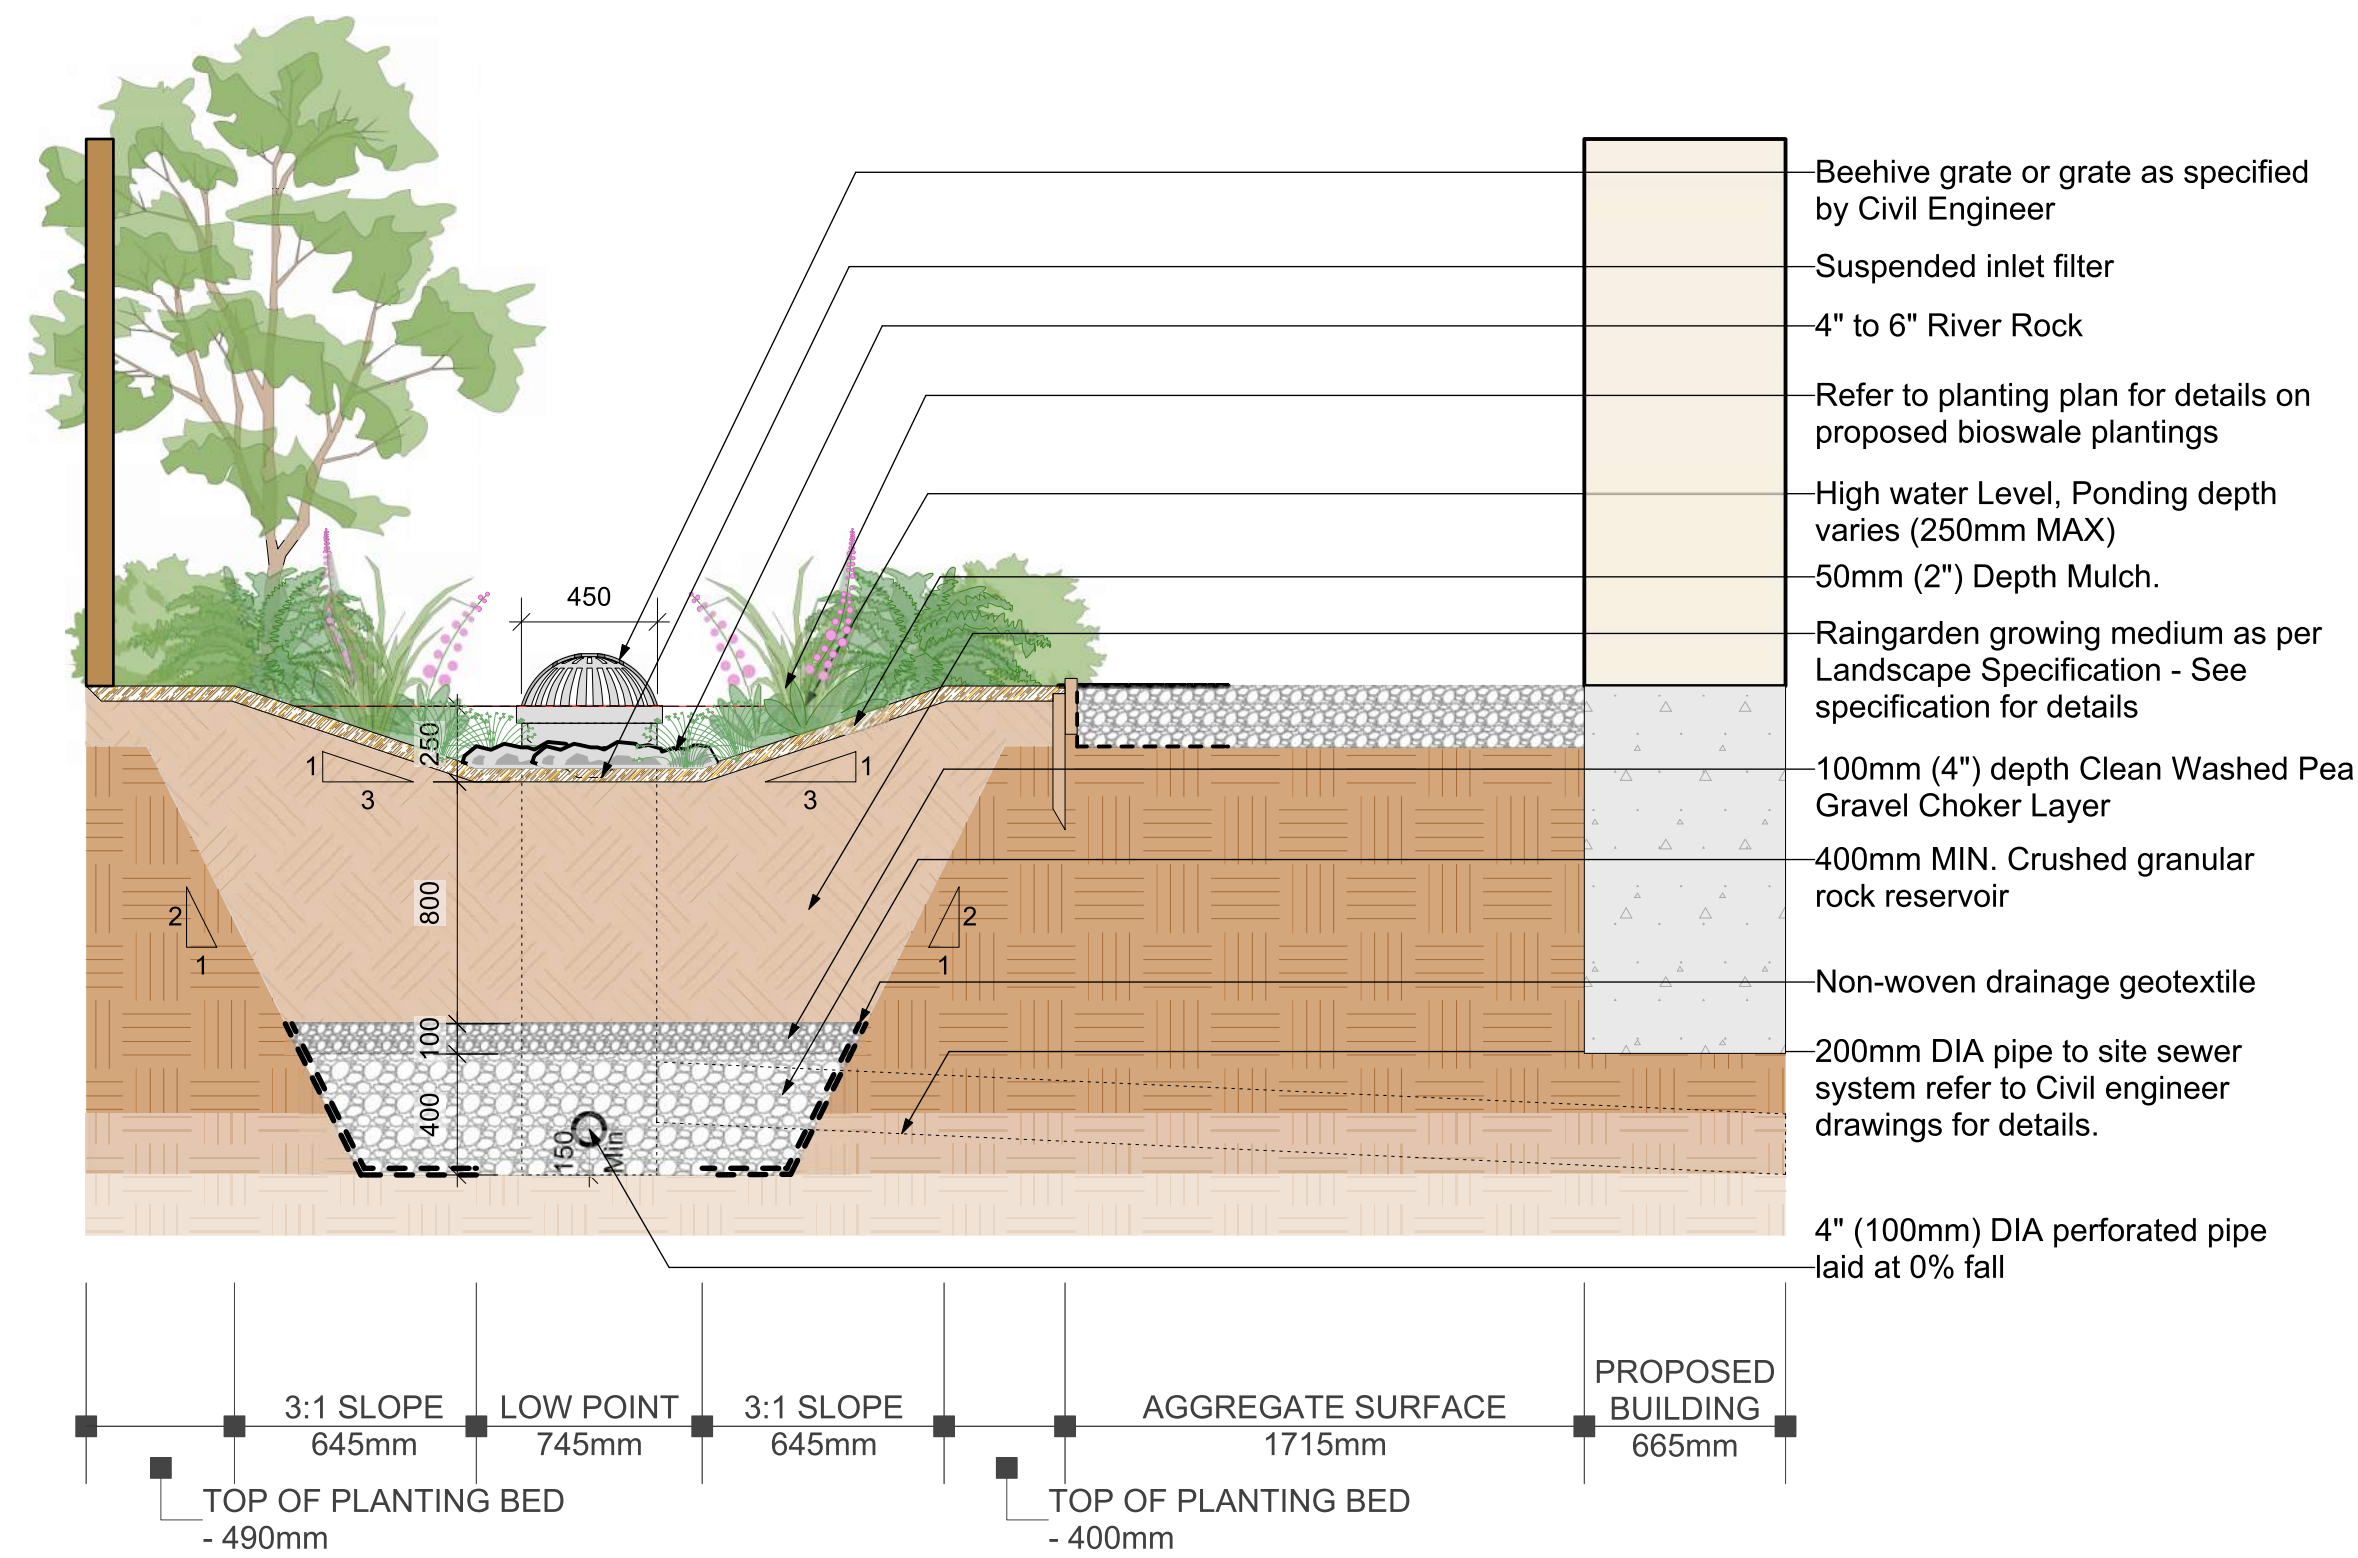 Beehive grate or grate as specified
by Civil Engineer
Suspended inlet filter
4" to 6" River Rock
Refer to planting plan for details on
proposed bioswale plantings
High water Level, Ponding depth
varies (250mm MAX)
50mm (2") Depth Mulch.
Raingarden growing medium as per
Landscape Specification - See
specification for details
100mm (4") depth Clean Washed Pea
Gravel Choker Layer
400mm MIN. Crushed granular
rock reservoir
Non-woven drainage geotextile
200mm DIA pipe to site sewer
system refer to Civil engineer
drawings for details.
4" (100mm) DIA perforated pipe
laid at 0% fall
450
250
1
3
1
3
800
2
1
2
1
100
400
150
Min
3:1 SLOPE
645mm
LOW POINT
745mm
3:1 SLOPE
645mm
AGGREGATE SURFACE
1715mm
PROPOSED
BUILDING
665mm
TOP OF PLANTING BED
- 490mm
TOP OF PLANTING BED
- 400mm